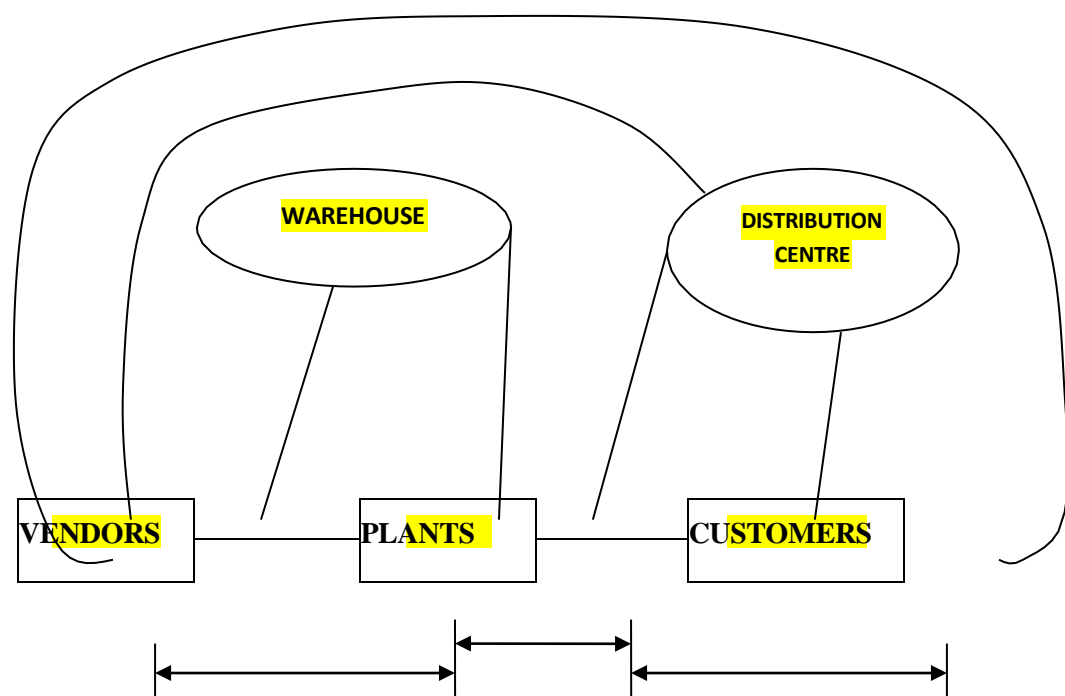 WAREHOUSE
DISTRIBUTION
CENTRE
VENDORS
PLANTS
CUSTOMERS